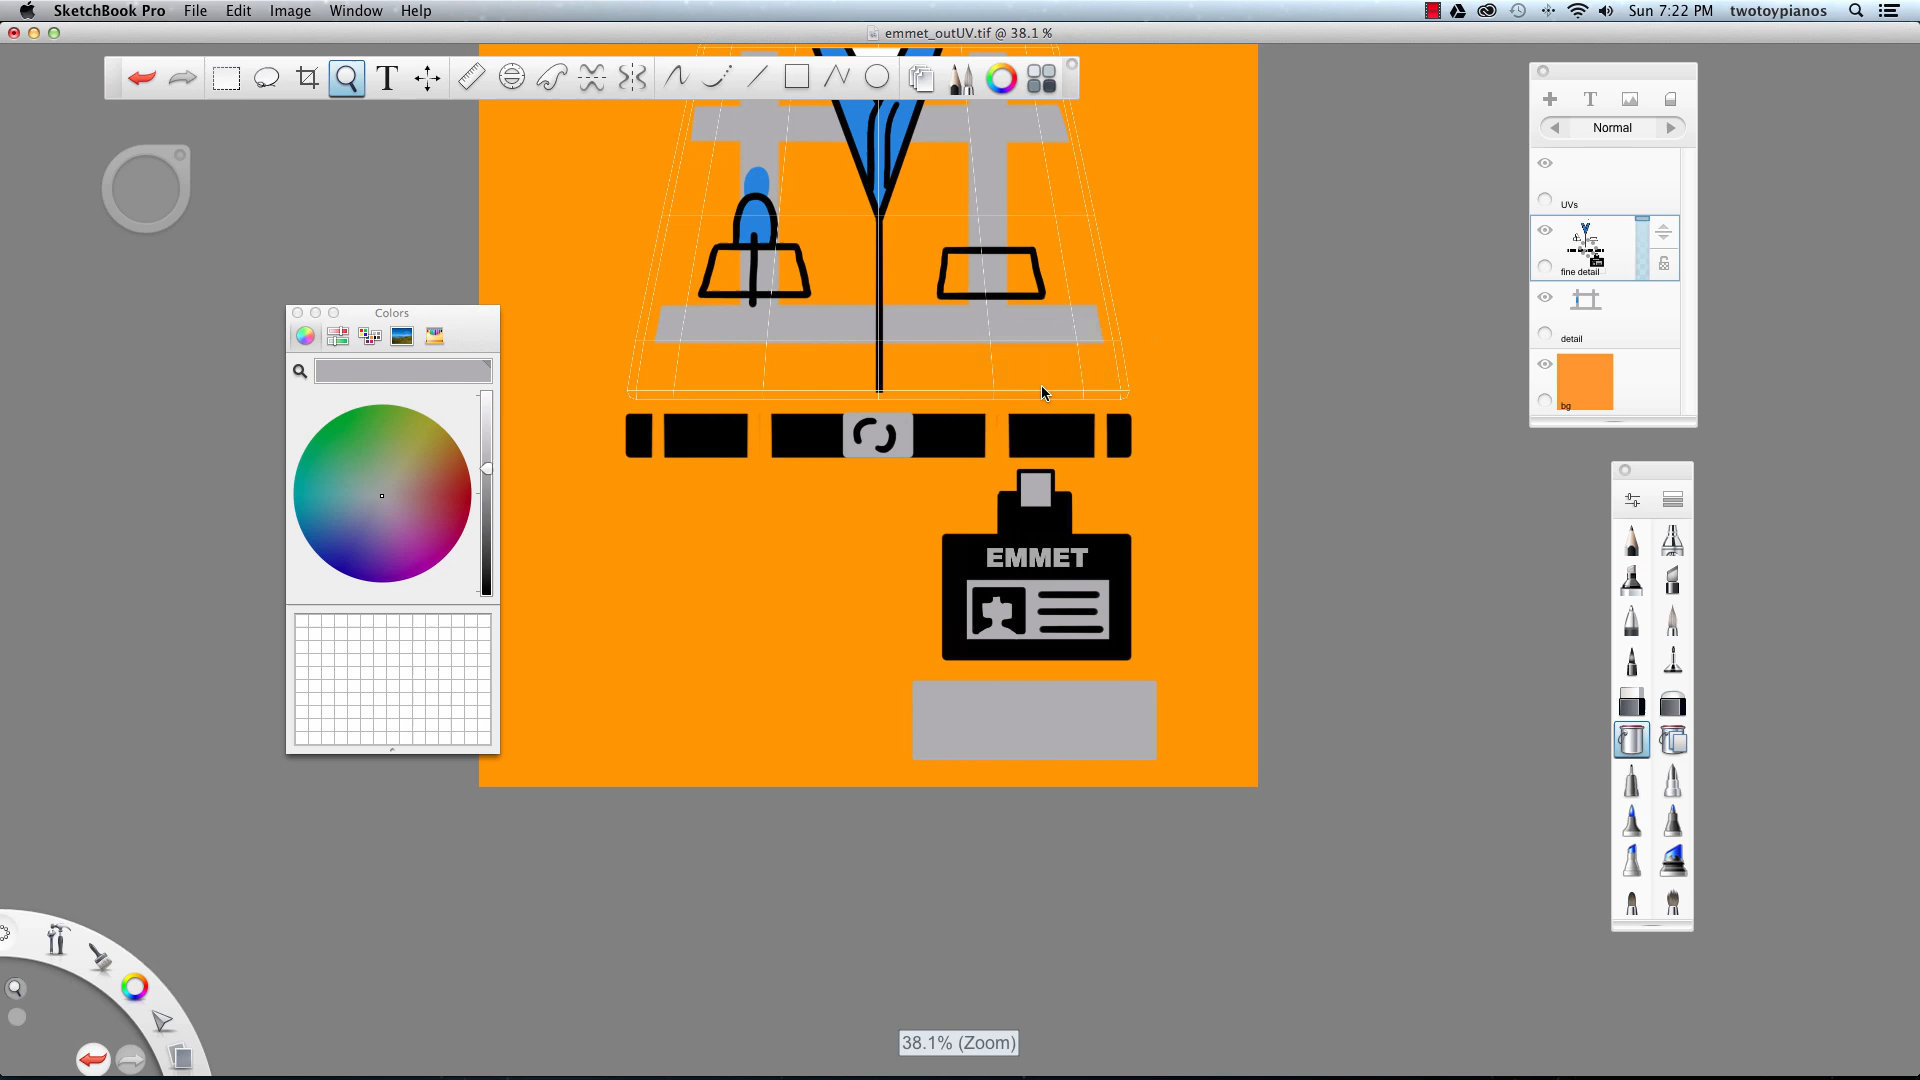 SketchBook Pro File Edit Image Window Help Sun 7:22 PM twotoypianos
emmet_outUV.tif @ 38.1 %
T
T
Normal
UVs
fine detail
detail
bg
Colors
EMMET
38.1% (Zoom)